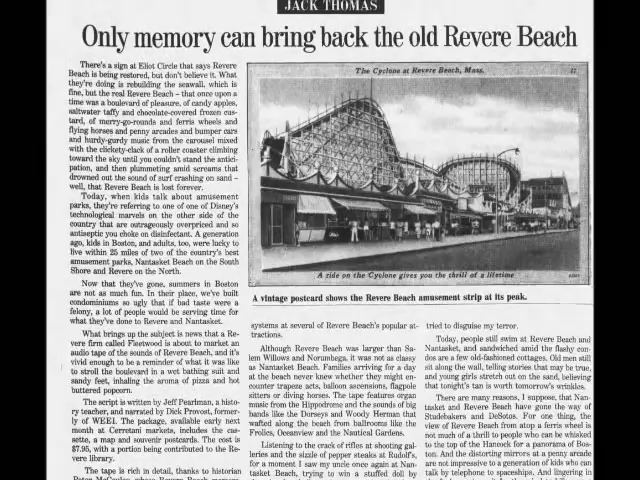 JACK THOMAS
Only memory can bring back the old Revere Beach
There's a sign at Eliot Circle that says Revere
Beach is being restored, but don't believe it. What
they're doing is rebuilding the seawall, which is
fine, but the real Revere Beach – that once upon a
time was a boulevard of pleasure, of candy apples,
saltwater taffy and chocolate-covered frozen cus-
tard, of merry-go-rounds and ferris wheels and
flying horses and penny arcades and bumper cars
and hurdy-gurdy music from the carousel mixed
with the clickety-clack of a roller coaster climbing
toward the sky until you couldn't stand the antici-
pation, and then plummeting amid screams that
drowned out the sound of surf crashing on sand –
well, that Revere Beach is lost forever.
Today, when kids talk about amusement
parks, they're referring to one of one of Disney's
technological marvels on the other side of the
country that are outrageously overpriced and so
antiseptic you choke on disinfectant. A generation
ago, kids in Boston, and adults, too, were lucky to
live within 25 miles of two of the country's best
amusement parks, Nantasket Beach on the South
Shore and Revere on the North.
Now that they've gone, summers in Boston
are not as much fun. In their place, we've built
condominiums so ugly that if bad taste were a
felony, a lot of people would be serving time for
what they've done to Revere and Nantasket.
What brings up the subject is news that a Re-
vere firm called Fleetwood is about to market an
audio tape of the sounds of Revere Beach, and it's
vivid enough to be a reminder of what it was like
to stroll the boulevard in a wet bathing suit and
sandy feet, inhaling the aroma of pizza and hot
buttered popcorn.
The script is written by Jeff Pearlman, a histo-
ry teacher, and narrated by Dick Provost, former-
ly of WEEI. The package, available early next
month at Cerretani markets, includes the cas-
sette, a map and souvenir postcards. The cost is
$7.95, with a portion being contributed to the Re-
vere library.
The tape is rich in detail, thanks to historian
The Cyclone at Revere Beach, Mass.
A ride on the Cyclone gives you the thrill of a lifetime
A vintage postcard shows the Revere Beach amusement strip at its peak.
systems at several of Revere's popular at-
tractions.
Although Revere Beach was larger than Sa-
lem Willows and Norumbega, it was not as classy
as Nantasket Beach. Families arriving for a day
at the beach never knew whether they might en-
counter trapeze acts, balloon ascensions, flagpole
sitters or diving horses. The tape features organ
music from the Hippodrome and the sounds of big
bands like the Dorseys and Woody Herman that
wafted along the beach from ballrooms like the
Frolics, Oceanview and the Nautical Gardens.
Listening to the crack of rifles at shooting gal-
leries and the sizzle of pepper steaks at Rudolf's,
for a moment I saw my uncle once again at Nan-
tasket Beach, trying to win a stuffed doll by
tried to disguise my terror.
Today, people still swim at Revere Beach and
Nantasket, and sandwiched amid the flashy con-
dos are a few old-fashioned cottages. Old men still
sit along the wall, telling stories that may be true,
and young girls stretch out on the sand, believing
that tonight's tan is worth tomorrow's wrinkles.
There are many reasons, I suppose, that Nan-
tasket and Revere Beach have gone the way of
Studebakers and DeSotos. For one thing, the
view of Revere Beach from atop a ferris wheel is
not much of a thrill to people who can be whisked
to the top of the Hancock for a panorama of Bos-
ton. And the distorting mirrors at a penny arcade
are not impressive to a generation of kids who can
talk by telephone to spaceships. And lingering in